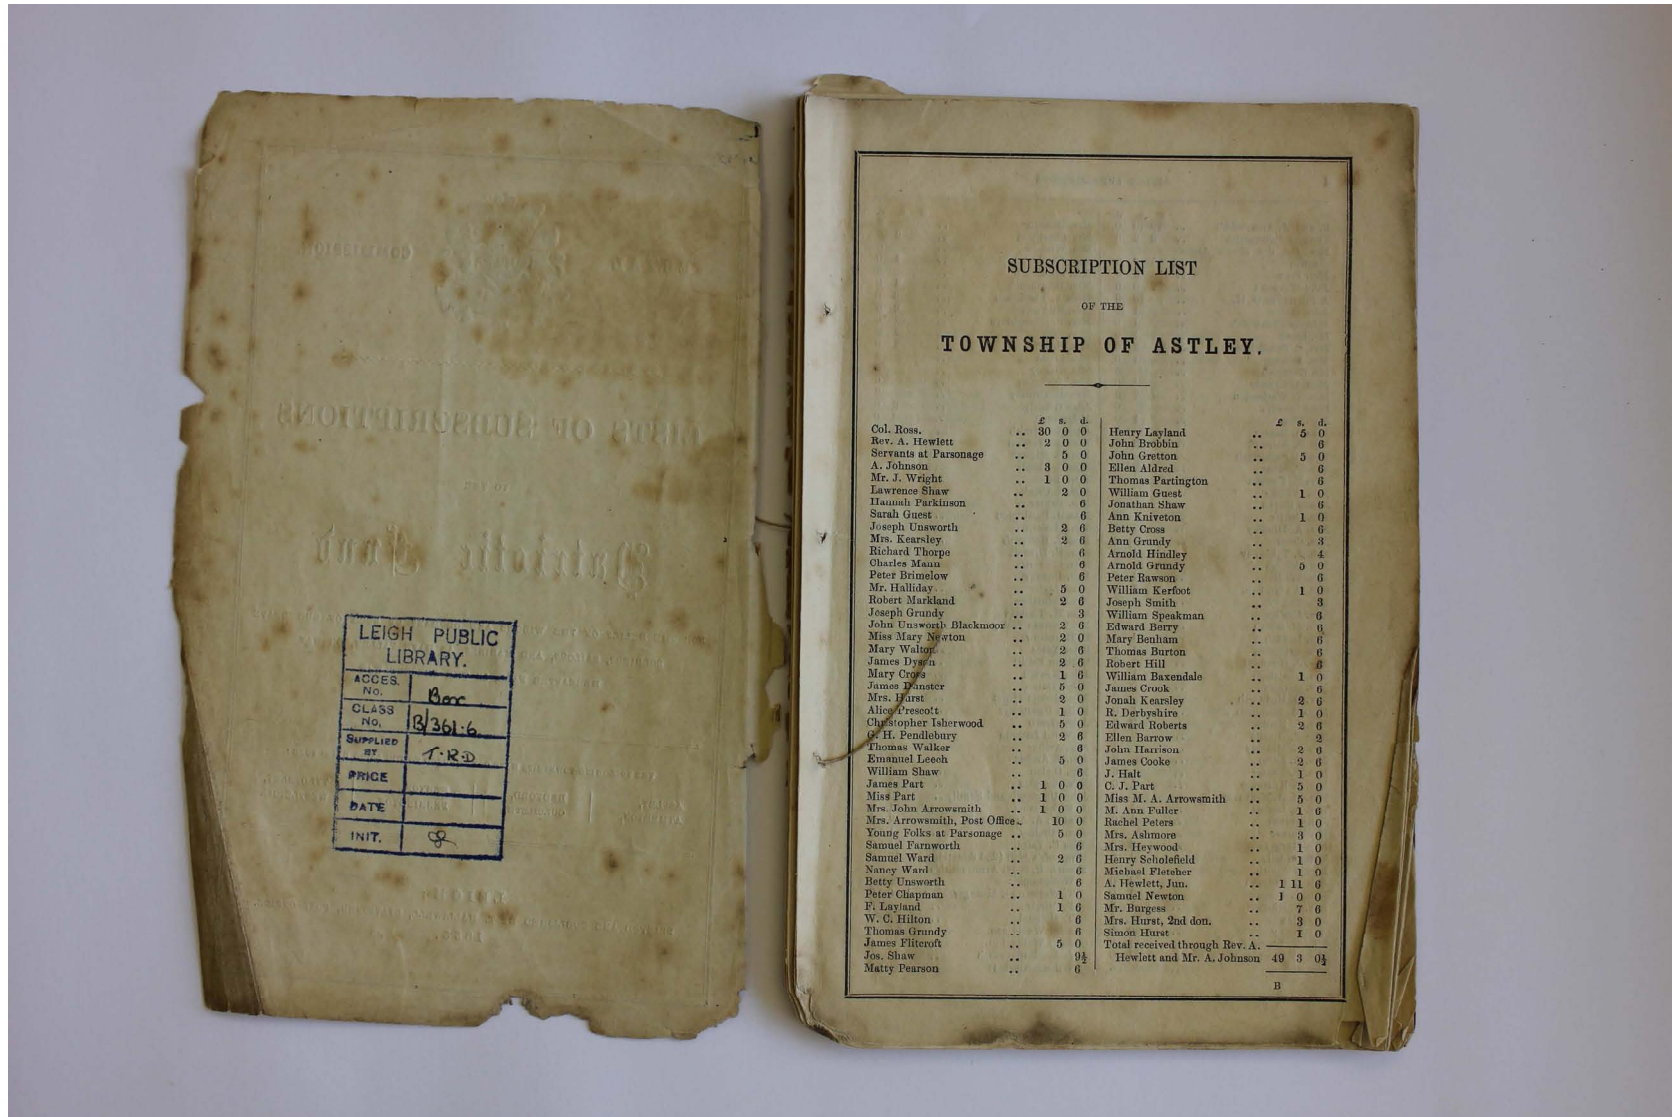 LEIGH PUBLIC
LIBRARY.
ACCES. No. Box
CLASS No. B/361.6
SUPPLIED BY T.R.D
PRICE
DATE
INIT.
SUBSCRIPTION LIST
OF THE
TOWNSHIP OF ASTLEY.
£ s. d.
Col. Ross. .. 30 0 0
Rev. A. Hewlett .. 2 0 0
Servants at Parsonage .. 5 0
A. Johnson .. 3 0 0
Mr. J. Wright .. 1 0 0
Lawrence Shaw .. 2 0
Hannah Parkinson .. 6
Sarah Guest .. 6
Joseph Unsworth .. 2 6
Mrs. Kearsley .. 2 6
Richard Thorpe .. 6
Charles Mann .. 6
Peter Brimelow .. 6
Mr. Halliday .. 5 0
Robert Markland .. 2 6
Joseph Grundy .. 3
John Unsworth Blackmoor .. 2 6
Miss Mary Newton .. 2 0
Mary Walton .. 2 6
James Dyson .. 2 6
Mary Cross .. 1 6
James Danster .. 5 0
Mrs. Hurst .. 2 0
Alice Prescott .. 1 0
Christopher Isherwood .. 5 0
G. H. Pendlebury .. 2 6
Thomas Walker .. 6
Emanuel Leech .. 5 0
William Shaw .. 6
James Part .. 1 0 0
Miss Part .. 1 0 0
Mrs. John Arrowsmith .. 1 0 0
Mrs. Arrowsmith, Post Office.. 10 0
Young Folks at Parsonage .. 5 0
Samuel Farnworth .. 6
Samuel Ward .. 2 6
Nancy Ward .. 6
Betty Unsworth .. 6
Peter Chapman .. 1 0
F. Layland .. 1 6
W. C. Hilton .. 6
Thomas Grundy .. 6
James Flitcroft .. 5 0
Jos. Shaw .. 9½
Matty Pearson .. 6
£ s. d.
Henry Layland .. 5 0
John Brobbin .. 6
John Gretton .. 5 0
Ellen Aldred .. 6
Thomas Partington .. 6
William Guest .. 1 0
Jonathan Shaw .. 6
Ann Kniveton .. 1 0
Betty Cross .. 6
Ann Grundy .. 3
Arnold Hindley .. 4
Arnold Grundy .. 5 0
Peter Rawson .. 6
William Kerfoot .. 1 0
Joseph Smith .. 3
William Speakman .. 6
Edward Berry .. 6
Mary Benham .. 6
Thomas Burton .. 6
Robert Hill .. 6
William Baxendale .. 1 0
James Crook .. 6
Jonah Kearsley .. 2 6
R. Derbyshire .. 1 0
Edward Roberts .. 2 6
Ellen Barrow .. 2
John Harrison .. 2 6
James Cooke .. 2 6
J. Halt .. 1 0
C. J. Part .. 5 0
Miss M. A. Arrowsmith .. 5 0
M. Ann Fuller .. 1 6
Rachel Peters .. 1 0
Mrs. Ashmore .. 3 0
Mrs. Heywood .. 1 0
Henry Scholefield .. 1 0
Michael Fletcher .. 1 0
A. Hewlett, Jun. .. 1 11 6
Samuel Newton .. 1 0 0
Mr. Burgess .. 7 6
Mrs. Hurst, 2nd don. .. 3 0
Simon Hurst .. 1 0
Total received through Rev. A.
Hewlett and Mr. A. Johnson 49 3 0½
B